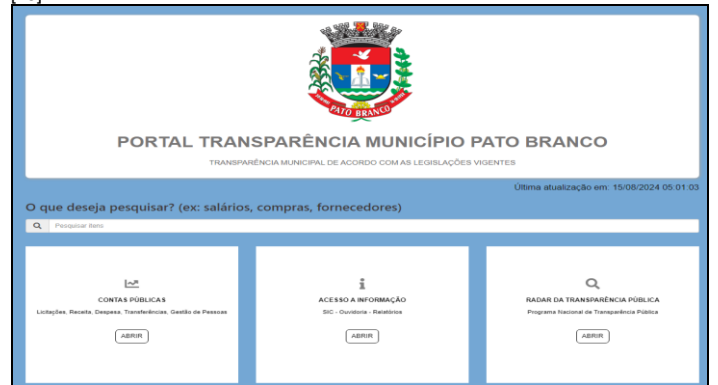 PATO BRANCO
PORTAL TRANSPARÊNCIA MUNICÍPIO PATO BRANCO
TRANSPARÊNCIA MUNICIPAL DE ACORDO COM AS LEGISLAÇÕES VIGENTES
Última atualização em: 15/08/2024 05:01:03
O que deseja pesquisar? (ex: salários, compras, fornecedores)
Pesquisar itens
CONTAS PÚBLICAS
Licitações, Receita, Despesa, Transferências, Gestão de Pessoas
ABRIR
ACESSO A INFORMAÇÃO
SIC - Ouvidoria - Relatórios
ABRIR
RADAR DA TRANSPARÊNCIA PÚBLICA
Programa Nacional de Transparência Pública
ABRIR